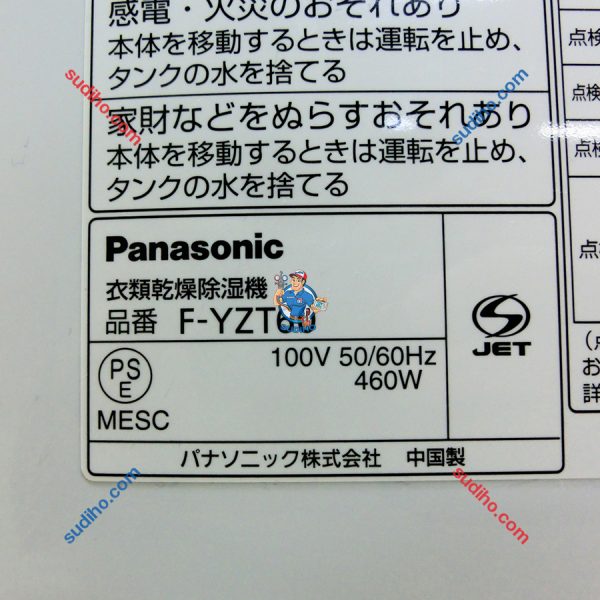 感電・火災のおそれあり
本体を移動するときは運転を止め、
タンクの水を捨てる
家財などをぬらすおそれあり
本体を移動するときは運転を止め、
タンクの水を捨てる
Panasonic
衣類乾燥除湿機
品番 F-YZT60
100V 50/60Hz
460W
PS
E
MESC
S
JET
パナソニック株式会社 中国製
点検
点検
点検
点
お
詳
sudiho.com
sudiho.com
sudiho.com
sudiho.com